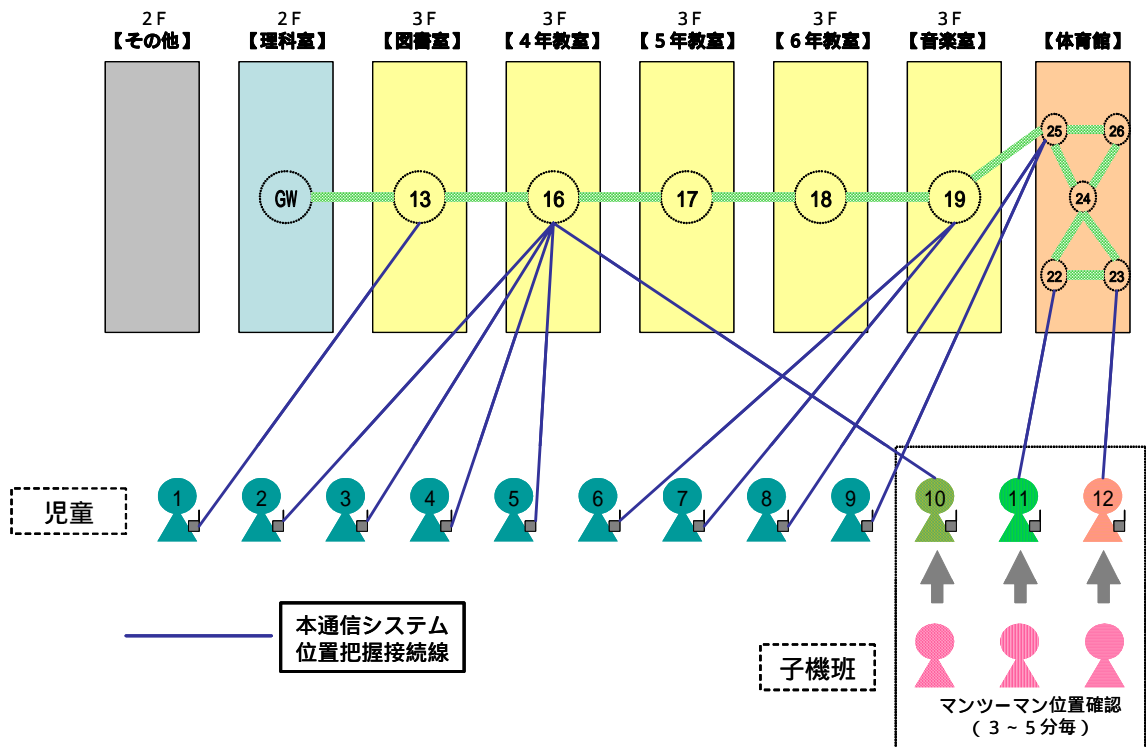 2F 2F 3F 3F 3F 3F 3F
【その他】 【理科室】 【図書室】 【4年教室】 【5年教室】 【6年教室】 【音楽室】 【体育館】
25 26
GW 13 16 17 18 19 24
22 23
児童 1 2 3 4 5 6 7 8 9 10 11 12
本通信システム
位置把握接続線
子機班
マンツーマン位置確認
(3~5分毎)